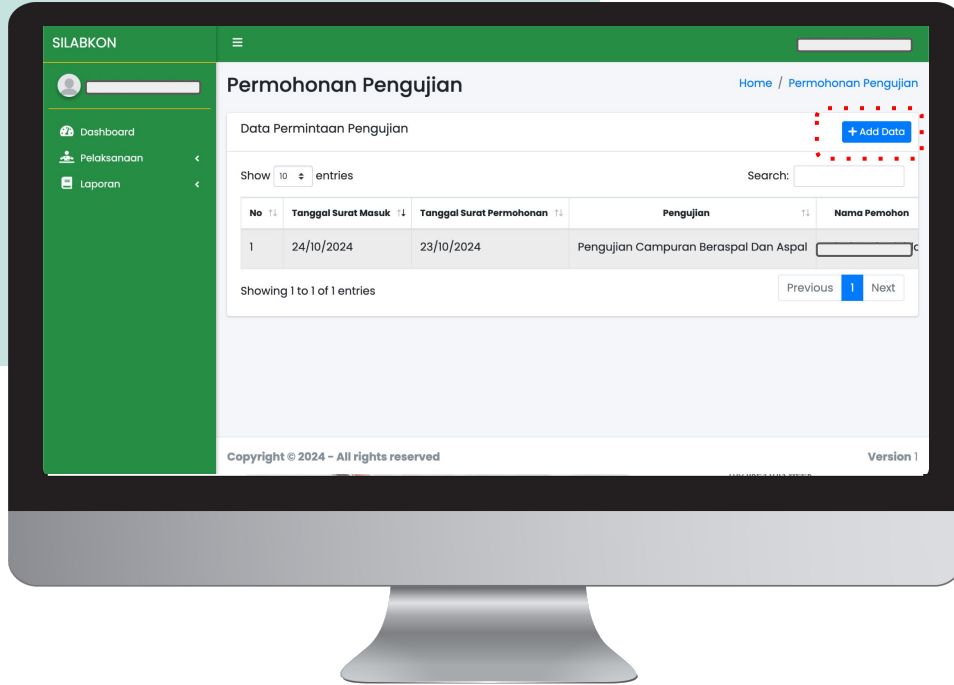 SILABKON
Permohonan Pengujian
Home / Permohonan Pengujian
Dashboard
Pelaksanaan
Laporan
Data Permintaan Pengujian
+ Add Data
Show 10 entries
Search:
No Tanggal Surat Masuk Tanggal Surat Permohonan Pengujian Nama Pemohon
1 24/10/2024 23/10/2024 Pengujian Campuran Beraspal Dan Aspal
Showing 1 to 1 of 1 entries
Previous 1 Next
Copyright © 2024 - All rights reserved
Version 1